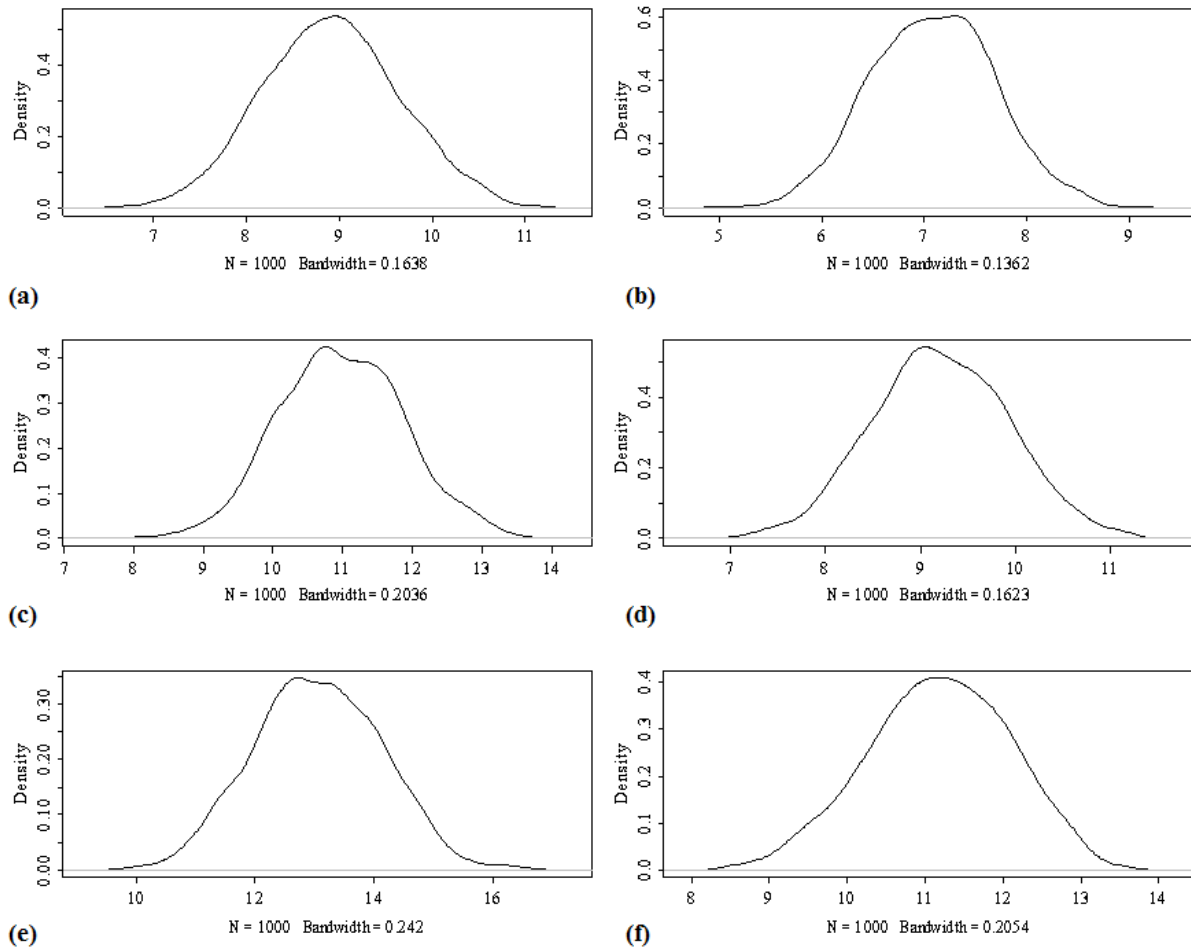 Density
0.0 0.2 0.4
7 8 9 10 11
N = 1000 Bandwidth = 0.1638
(a)
Density
0.0 0.2 0.4 0.6
5 6 7 8 9
N = 1000 Bandwidth = 0.1362
(b)
Density
0.0 0.1 0.2 0.3 0.4
7 8 9 10 11 12 13 14
N = 1000 Bandwidth = 0.2036
(c)
Density
0.0 0.2 0.4
7 8 9 10 11
N = 1000 Bandwidth = 0.1623
(d)
Density
0.00 0.10 0.20 0.30
10 12 14 16
N = 1000 Bandwidth = 0.242
(e)
Density
0.0 0.1 0.2 0.3 0.4
8 9 10 11 12 13 14
N = 1000 Bandwidth = 0.2054
(f)